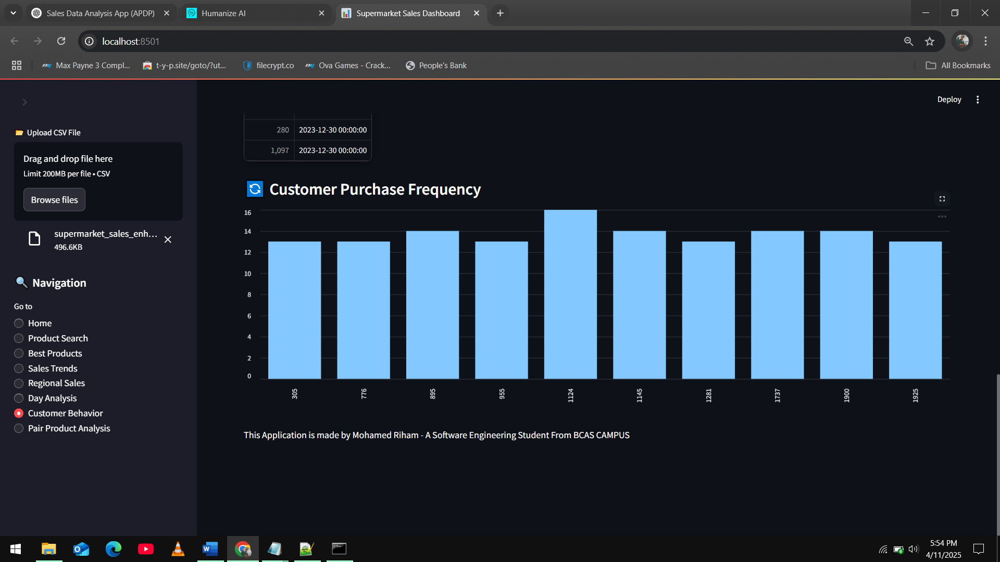 Sales Data Analysis App (APDP)
Humanize AI
Supermarket Sales Dashboard
localhost:8501
Max Payne 3 Compl...
t-y-p.site/goto/?ut...
filecrypt.co
Ova Games - Crack...
People's Bank
All Bookmarks
Deploy
Upload CSV File
Drag and drop file here
Limit 200MB per file • CSV
Browse files
supermarket_sales_enh...
496.6KB
Navigation
Go to
Home
Product Search
Best Products
Sales Trends
Regional Sales
Day Analysis
Customer Behavior
Pair Product Analysis
280 2023-12-30 00:00:00
1,097 2023-12-30 00:00:00
Customer Purchase Frequency
16
14
12
10
8
6
4
2
0
305 776 895 955 1124 1145 1281 1737 1900 1925
This Application is made by Mohamed Riham - A Software Engineering Student From BCAS CAMPUS
5:54 PM
4/11/2025